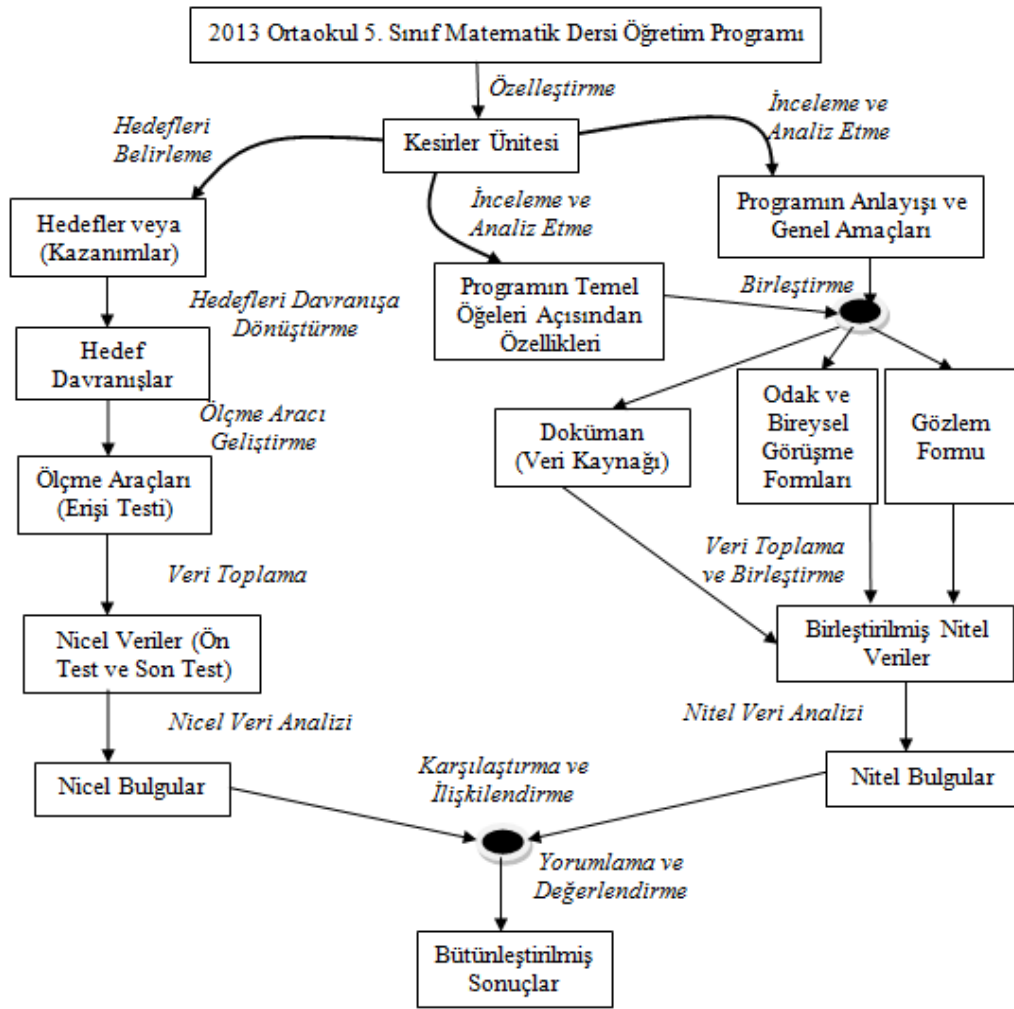 2013 Ortaokul 5. Sınıf Matematik Dersi Öğretim Programı
Özelleştirme
Hedefleri
Belirleme
Kesirler Ünitesi
İnceleme ve
Analiz Etme
Hedefler veya
(Kazanımlar)
İnceleme ve
Analiz Etme
Programın Anlayışı ve
Genel Amaçları
Hedefleri Davranışa
Dönüştürme
Programın Temel
Öğeleri Açısından
Özellikleri
Birleştirme
Hedef
Davranışlar
Ölçme Aracı
Geliştirme
Doküman
(Veri Kaynağı)
Odak ve
Bireysel
Görüşme
Formları
Gözlem
Formu
Ölçme Araçları
(Erişi Testi)
Veri Toplama
Veri Toplama
ve Birleştirme
Nicel Veriler (Ön
Test ve Son Test)
Birleştirilmiş Nitel
Veriler
Nicel Veri Analizi
Nitel Veri Analizi
Nicel Bulgular
Karşılaştırma ve
İlişkilendirme
Nitel Bulgular
Yorumlama ve
Değerlendirme
Bütünleştirilmiş
Sonuçlar